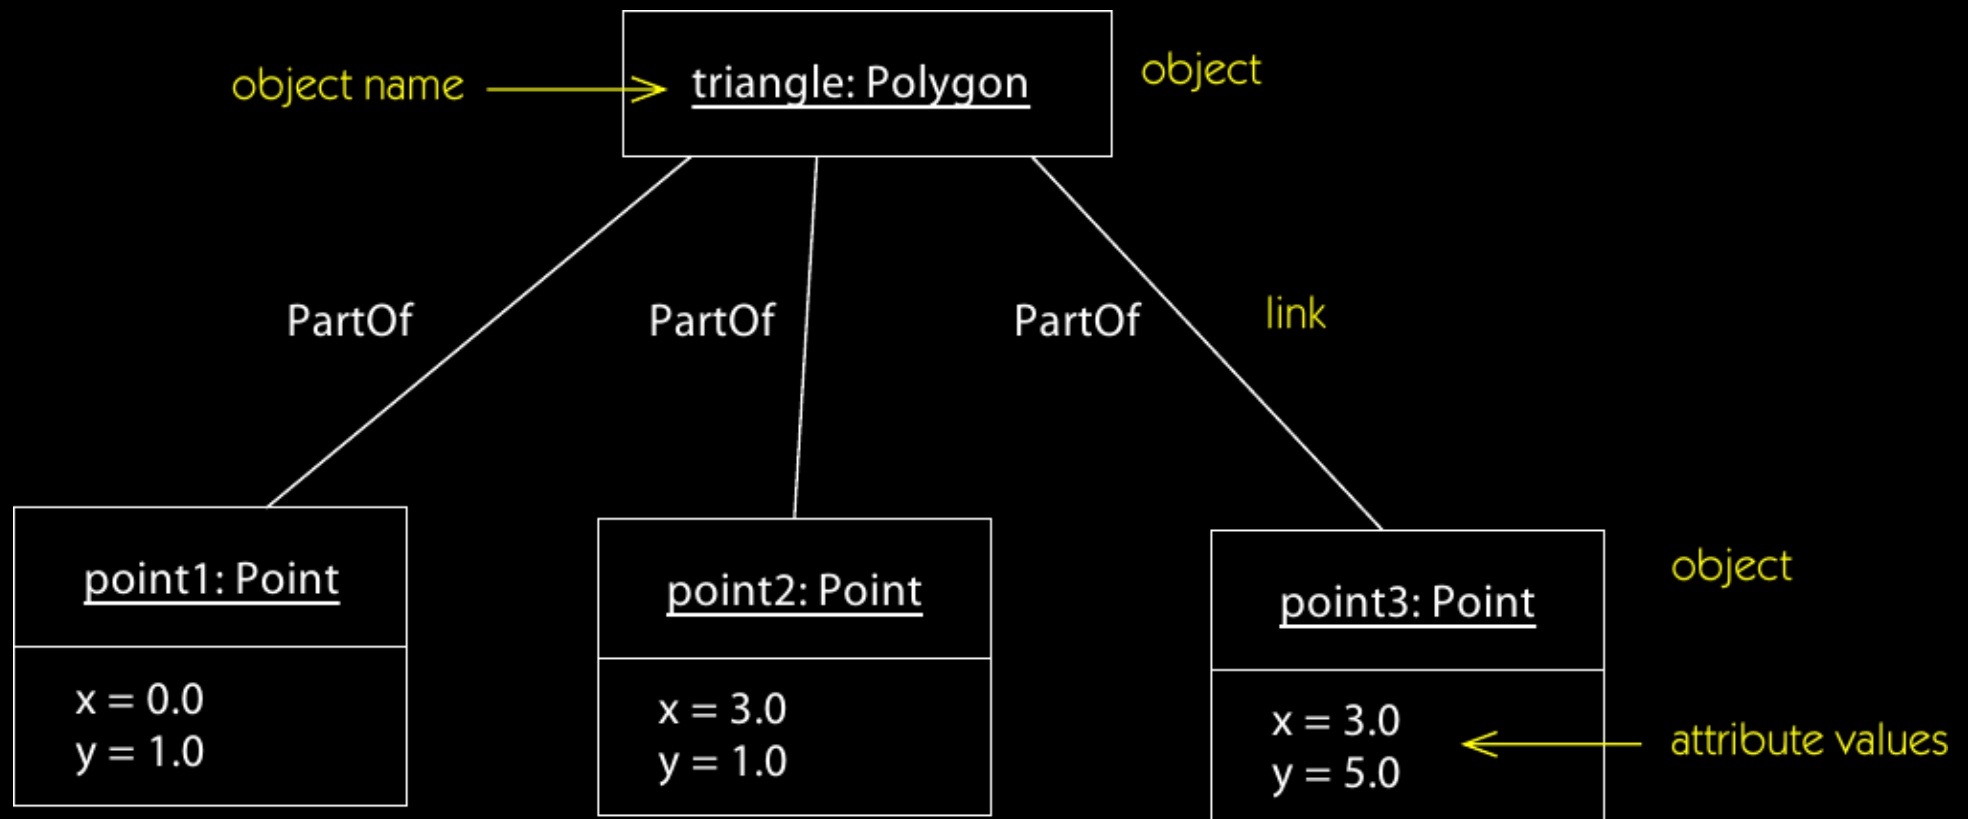 object name
triangle: Polygon
object
PartOf
PartOf
PartOf
link
point1: Point
x = 0.0
y = 1.0
point2: Point
x = 3.0
y = 1.0
point3: Point
object
x = 3.0
y = 5.0
attribute values